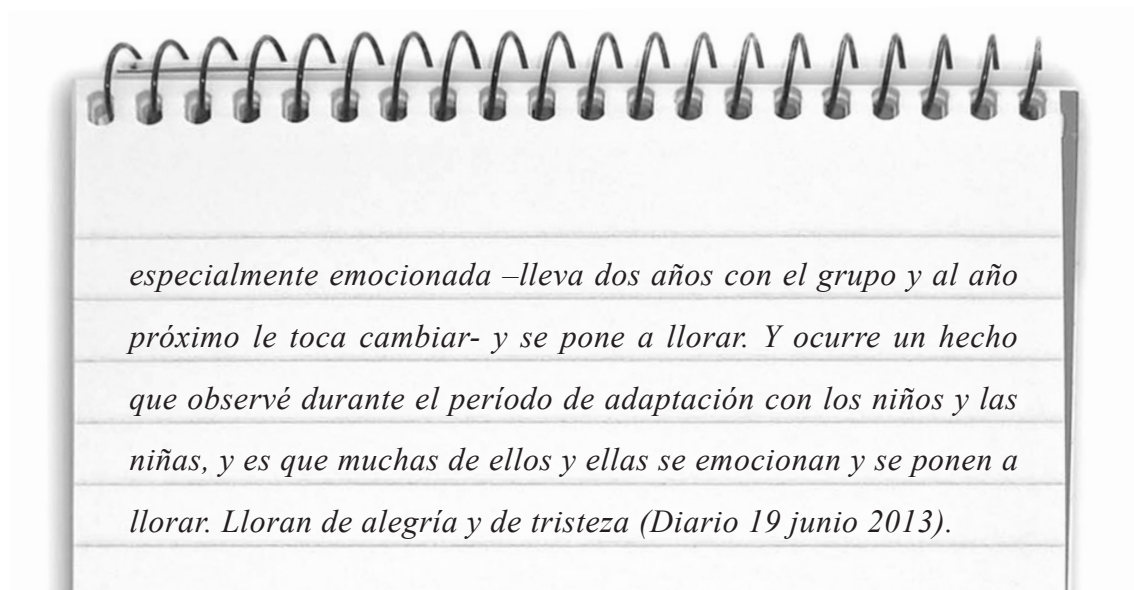 especialmente emocionada –lleva dos años con el grupo y al año
próximo le toca cambiar- y se pone a llorar. Y ocurre un hecho
que observé durante el período de adaptación con los niños y las
niñas, y es que muchas de ellos y ellas se emocionan y se ponen a
llorar. Lloran de alegría y de tristeza (Diario 19 junio 2013).